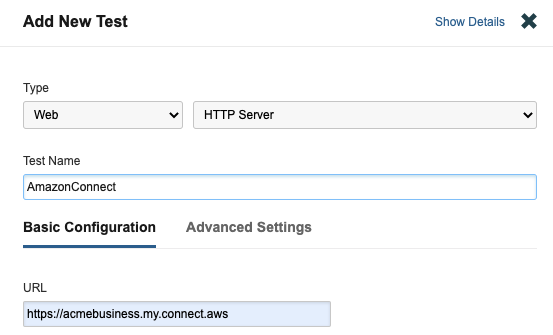 Add New Test Show Details
Type
Web HTTP Server
Test Name
AmazonConnect
Basic Configuration Advanced Settings
URL
https://acmebusiness.my.connect.aws